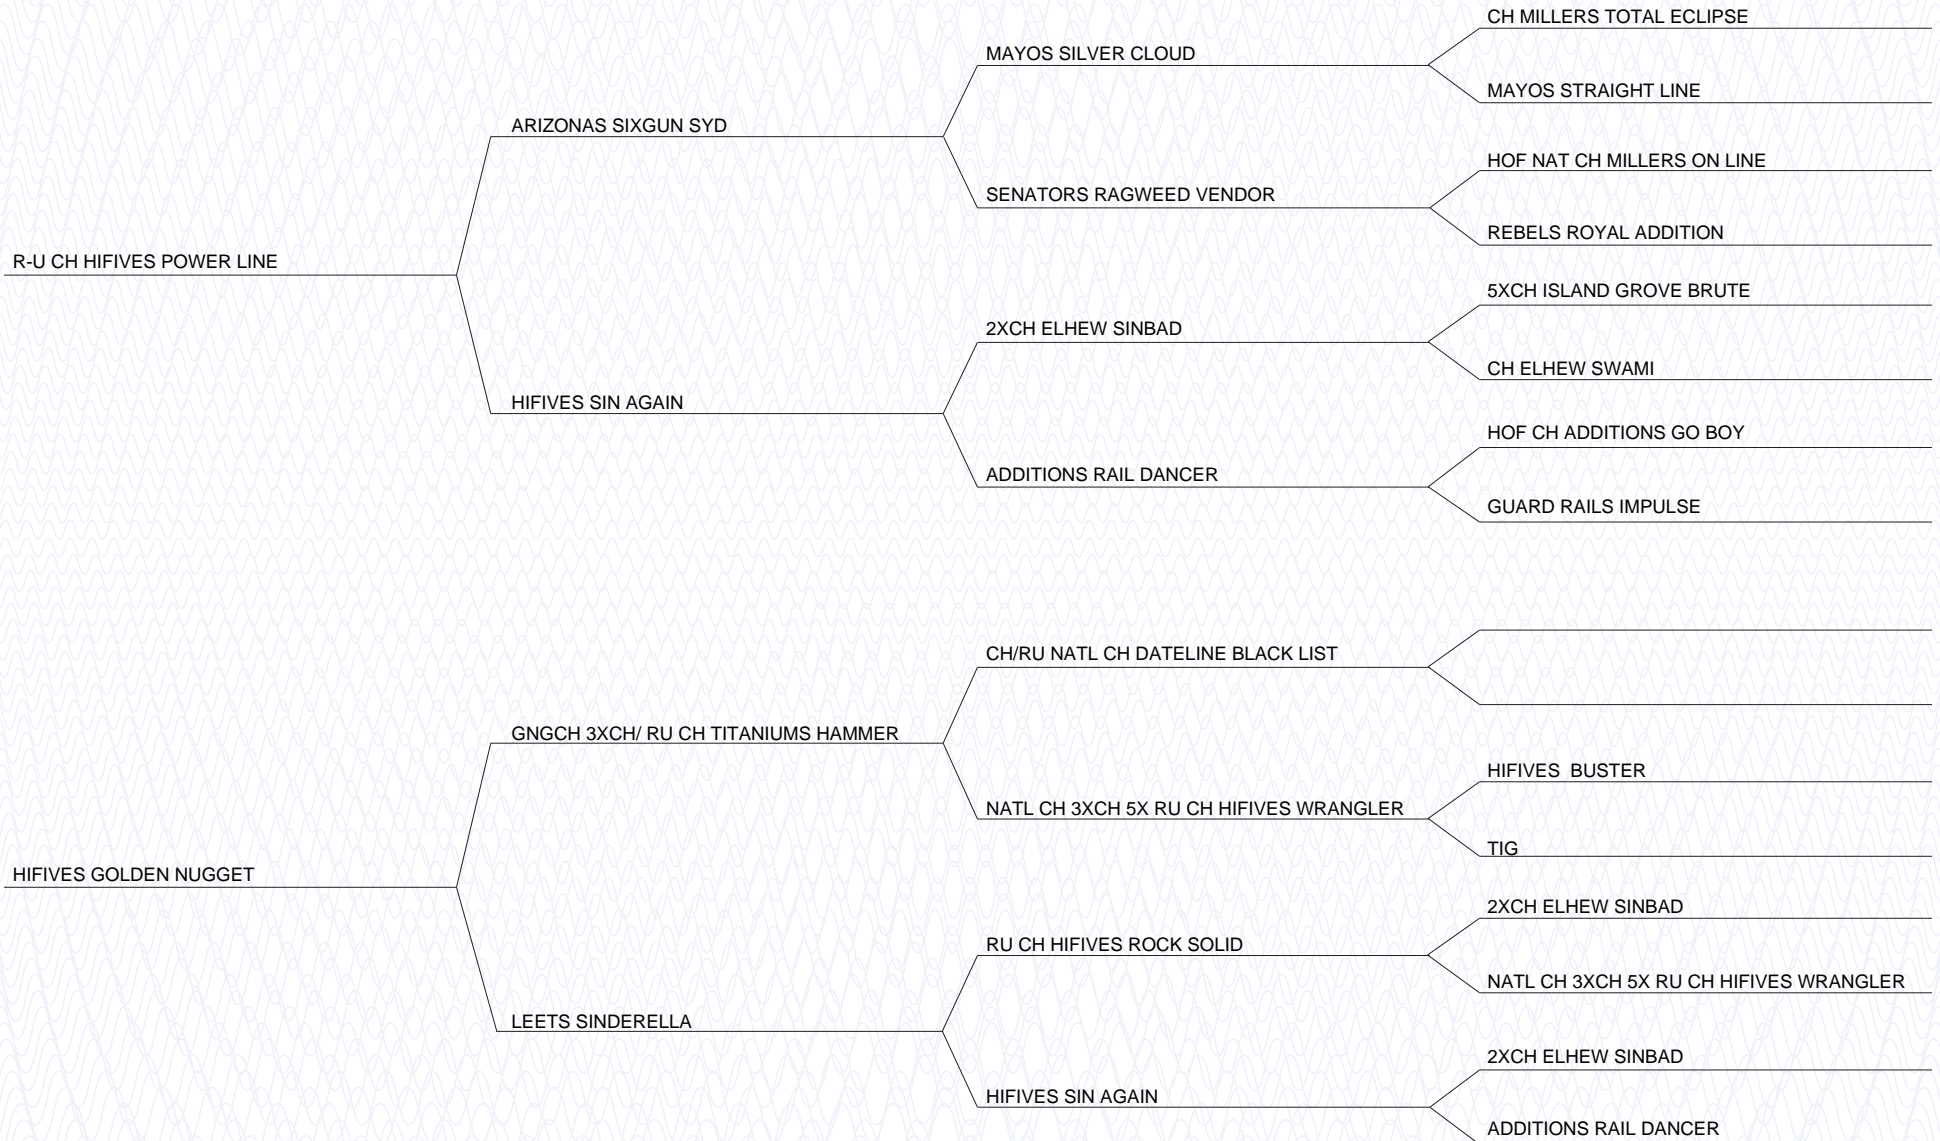 CH MILLERS TOTAL ECLIPSE
MAYOS SILVER CLOUD
MAYOS STRAIGHT LINE
ARIZONAS SIXGUN SYD
HOF NAT CH MILLERS ON LINE
SENATORS RAGWEED VENDOR
REBELS ROYAL ADDITION
R-U CH HIFIVES POWER LINE
5XCH ISLAND GROVE BRUTE
2XCH ELHEW SINBAD
CH ELHEW SWAMI
HIFIVES SIN AGAIN
HOF CH ADDITIONS GO BOY
ADDITIONS RAIL DANCER
GUARD RAILS IMPULSE
CH/RU NATL CH DATELINE BLACK LIST
GNGCH 3XCH/ RU CH TITANIUMS HAMMER
HIFIVES  BUSTER
NATL CH 3XCH 5X RU CH HIFIVES WRANGLER
TIG
HIFIVES GOLDEN NUGGET
2XCH ELHEW SINBAD
RU CH HIFIVES ROCK SOLID
NATL CH 3XCH 5X RU CH HIFIVES WRANGLER
LEETS SINDERELLA
2XCH ELHEW SINBAD
HIFIVES SIN AGAIN
ADDITIONS RAIL DANCER